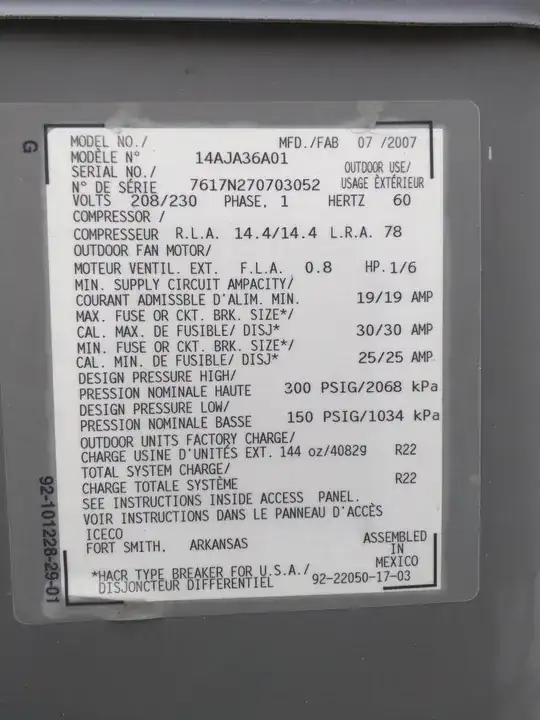 MODEL NO./ MFD./FAB 07 /2007
MODÈLE N° 14AJA36A01
SERIAL NO./ OUTDOOR USE/
N° DE SÉRIE 7617N270703052 USAGE ÈXTÉRIEUR
VOLTS 208/230 PHASE. 1 HERTZ 60
COMPRESSOR /
COMPRESSEUR R.L.A. 14.4/14.4 L.R.A. 78
OUTDOOR FAN MOTOR/
MOTEUR VENTIL. EXT. F.L.A. 0.8 HP. 1/6
MIN. SUPPLY CIRCUIT AMPACITY/
COURANT ADMISSBLE D'ALIM. MIN. 19/19 AMP
MAX. FUSE OR CKT. BRK. SIZE*/
CAL. MAX. DE FUSIBLE/ DISJ* 30/30 AMP
MIN. FUSE OR CKT. BRK. SIZE*/
CAL. MIN. DE FUSIBLE/ DISJ* 25/25 AMP
DESIGN PRESSURE HIGH/
PRESSION NOMINALE HAUTE 300 PSIG/2068 kPa
DESIGN PRESSURE LOW/
PRESSION NOMINALE BASSE 150 PSIG/1034 kPa
OUTDOOR UNITS FACTORY CHARGE/
CHARGE USINE D'UNITÉS EXT. 144 oz/4082g R22
TOTAL SYSTEM CHARGE/
CHARGE TOTALE SYSTÈME R22
SEE INSTRUCTIONS INSIDE ACCESS PANEL.
VOIR INSTRUCTIONS DANS LE PANNEAU D'ACCÈS
ICECO
FORT SMITH. ARKANSAS
ASSEMBLED
IN
MEXICO
*HACR TYPE BREAKER FOR U.S.A./
DISJONCTEUR DIFFERENTIEL 92-22050-17-03
G
92-101228-29-01